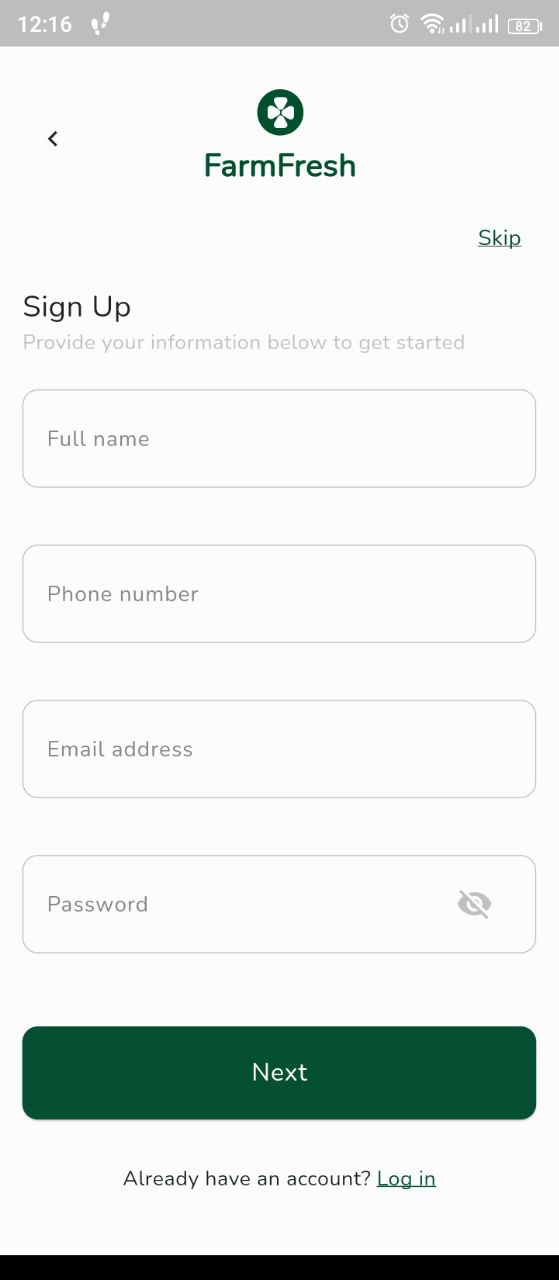 12:16
82
FarmFresh
Skip
Sign Up
Provide your information below to get started
Full name
Phone number
Email address
Password
Next
Already have an account? Log in